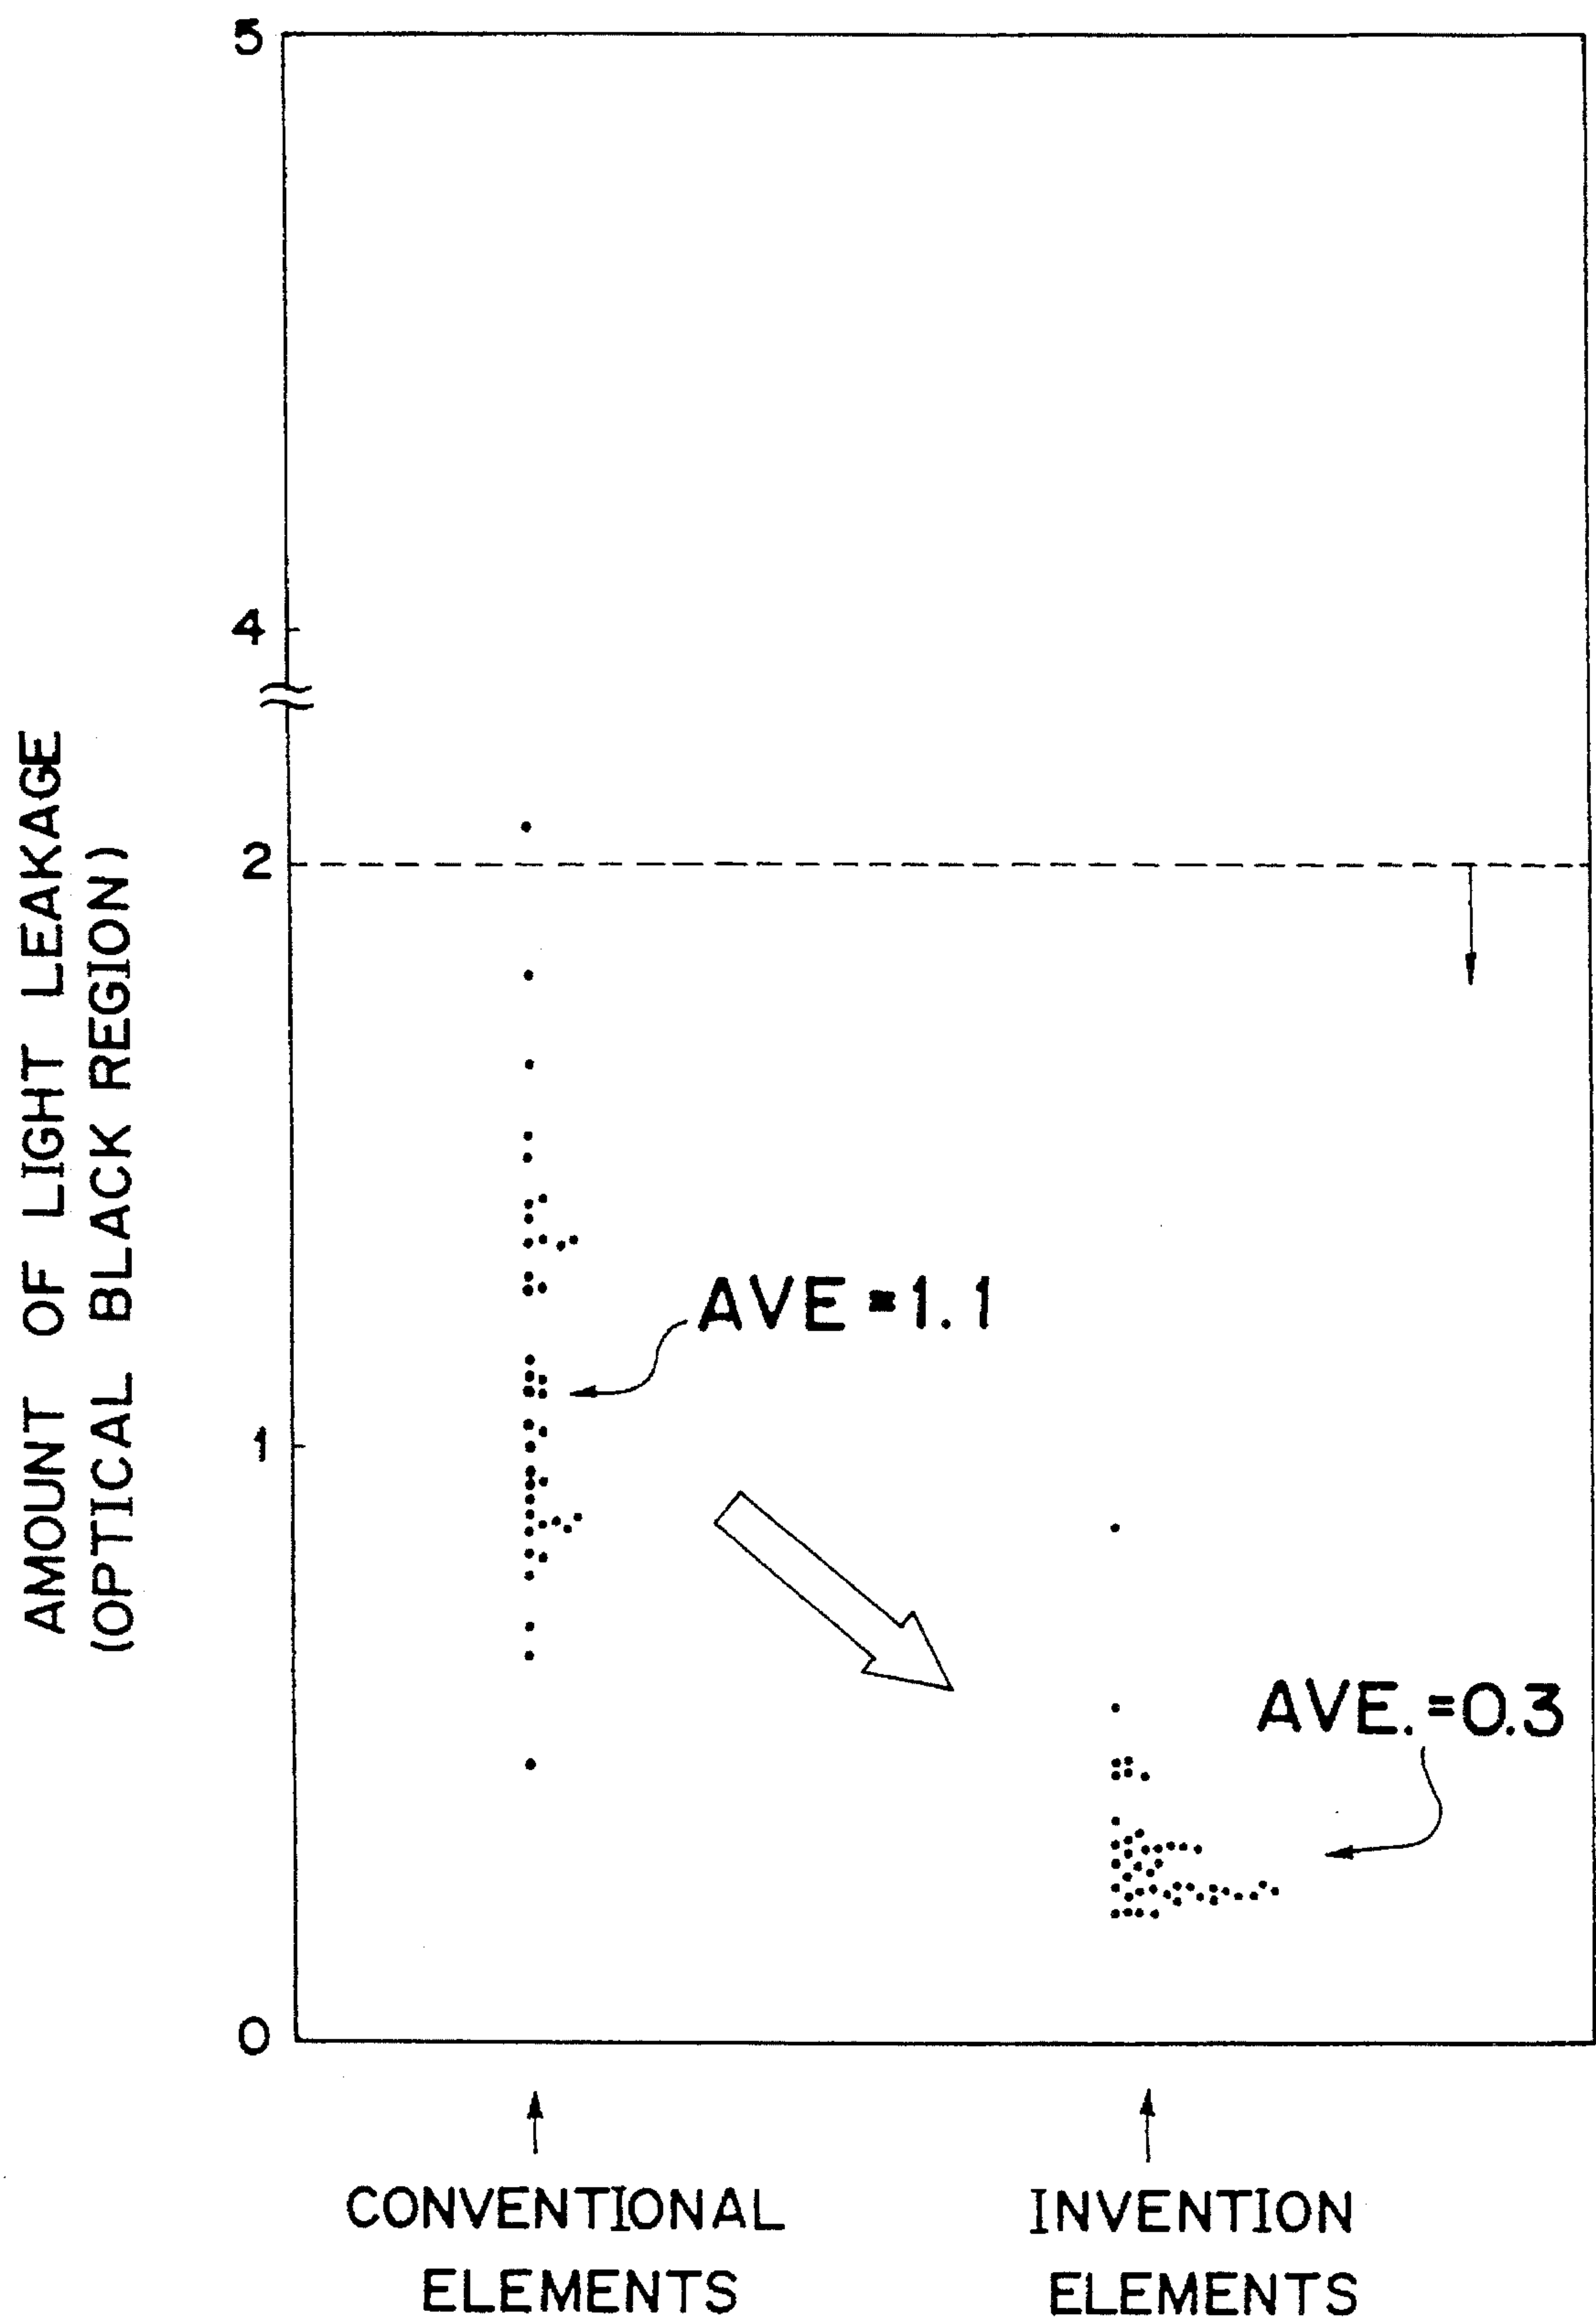 5
4
2
1
0
AMOUNT OF LIGHT LEAKAGE
(OPTICAL BLACK REGION)
AVE = 1.1
AVE. = 0.3
CONVENTIONAL
ELEMENTS
INVENTION
ELEMENTS